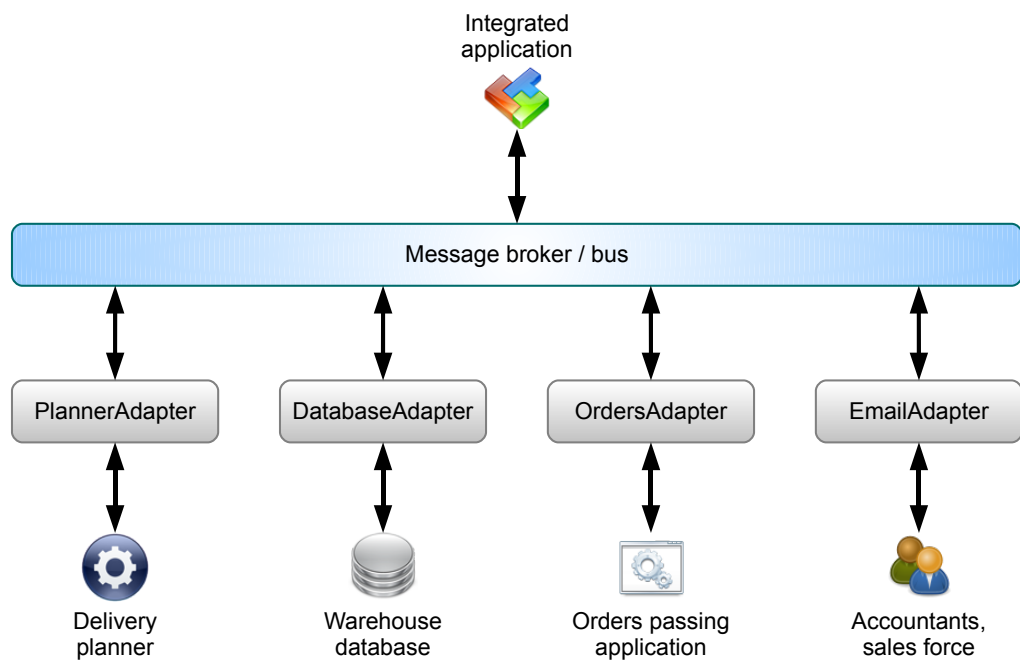 Integrated
application
Message broker / bus
PlannerAdapter
DatabaseAdapter
OrdersAdapter
EmailAdapter
Delivery
planner
Warehouse
database
Orders passing
application
Accountants,
sales force